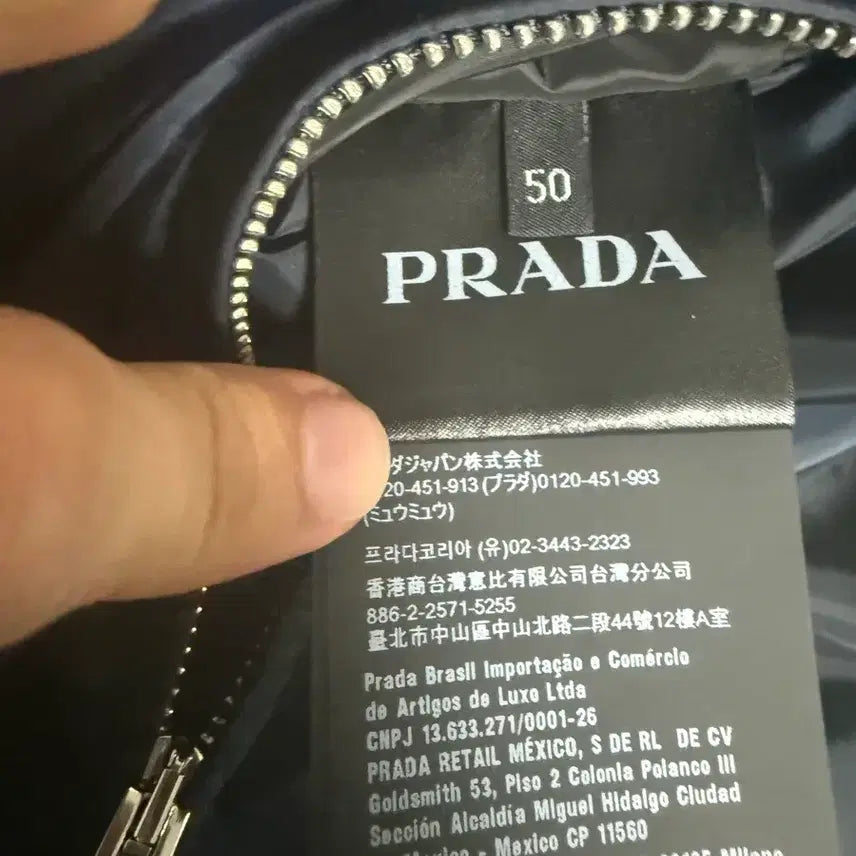 50
PRADA
ダジャパン株式会社
20-451-913 (プラダ)0120-451-993
(ミュウミュウ)
프라다코리아 (유)02-3443-2323
香港商台灣惠比有限公司台灣分公司
886-2-2571-5255
臺北市中山區中山北路二段44號12樓A室
Prada Brasil Importação e Comércio
de Artigos de Luxo Ltda
CNPJ 13.633.271/0001-26
PRADA RETAIL MÉXICO, S DE RL DE CV
Goldsmith 53, Piso 2 Colonia Polanco III
Sección Alcaldía Miguel Hidalgo Ciudad
- Mexico CP 11560
Milano